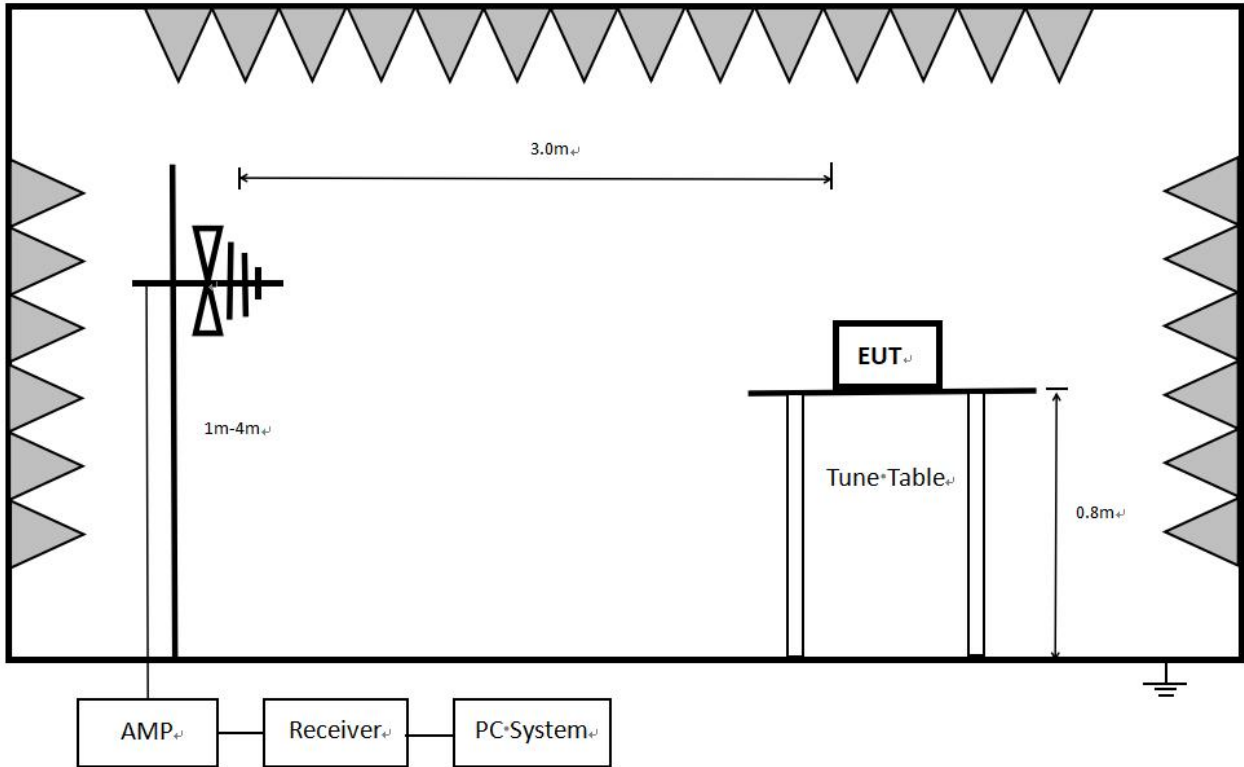 3.0m
EUT
1m-4m
Tune Table
0.8m
AMP
Receiver
PC System